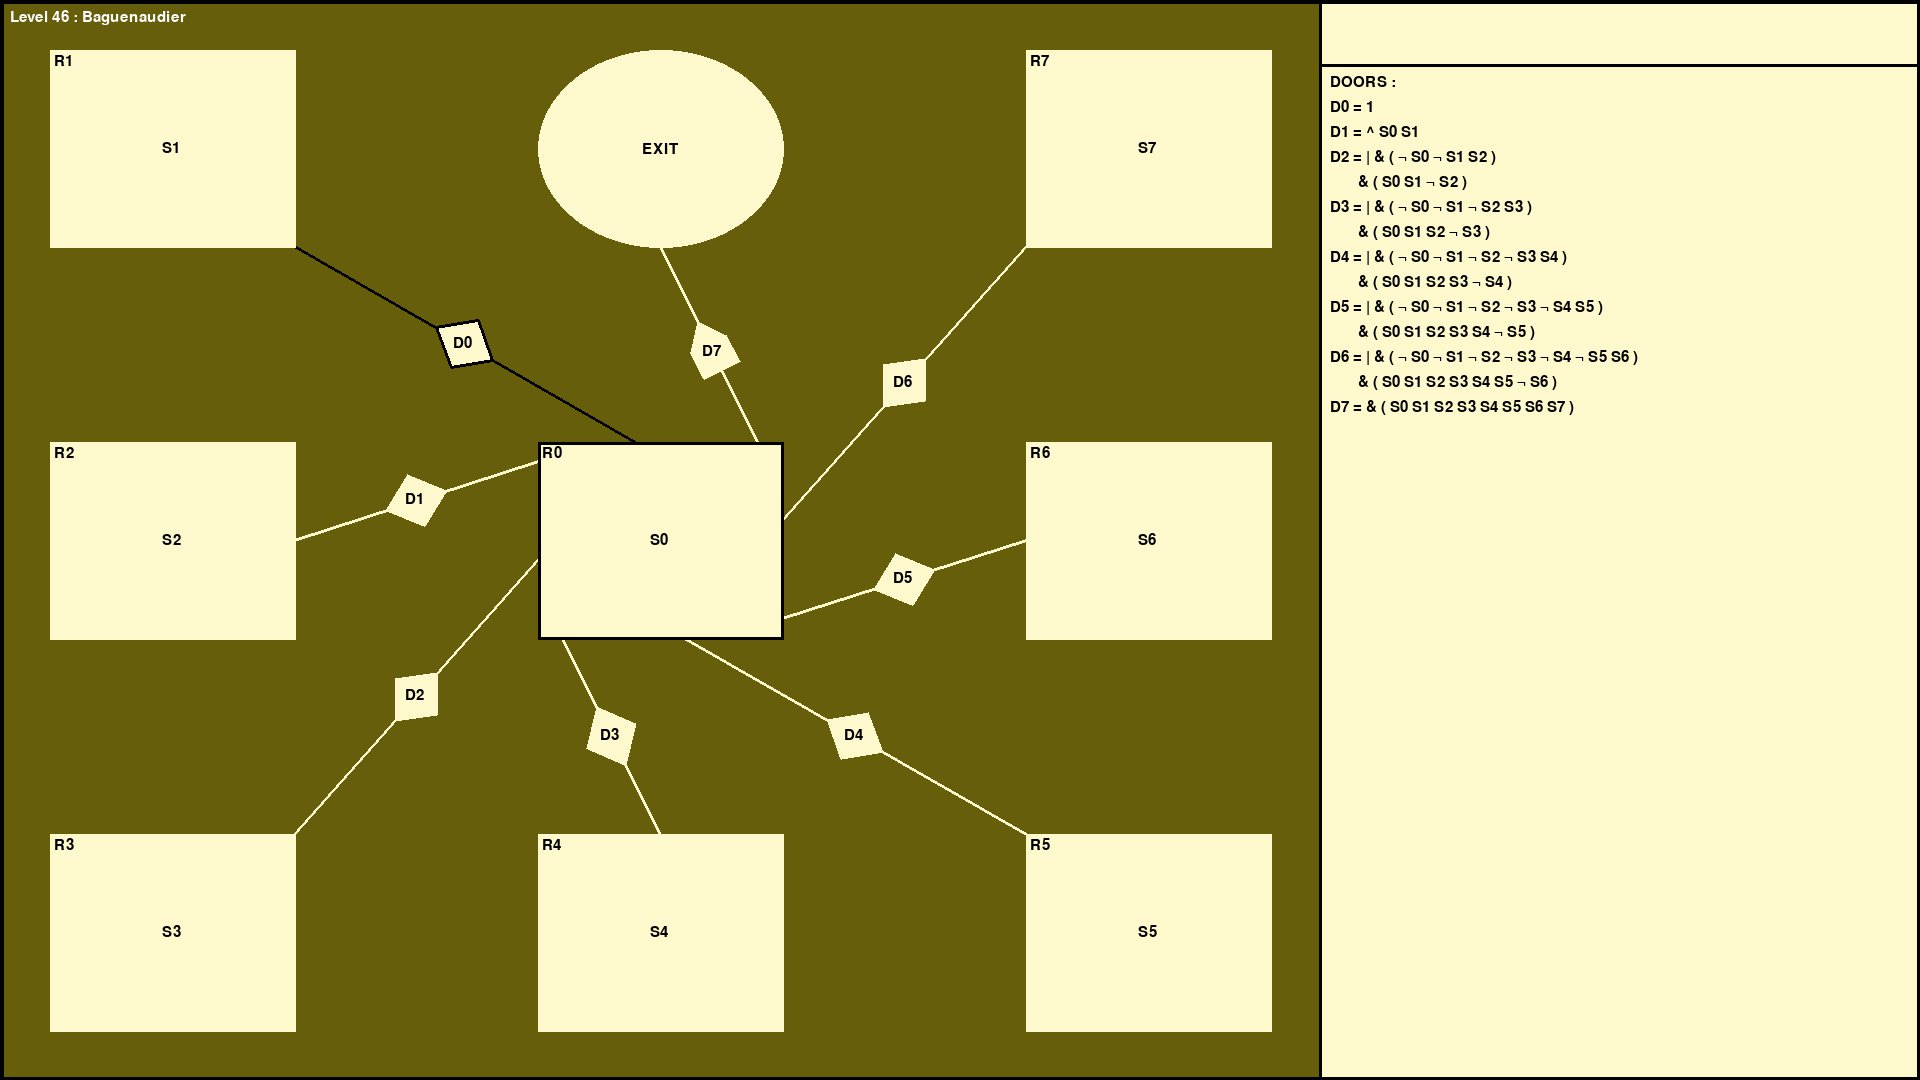 Level 46 : Baguenaudier
R1
S1
EXIT
R7
S7
D0
D7
D6
R2
S2
D1
R0
S0
R6
S6
D5
D2
D3
D4
R3
S3
R4
S4
R5
S5
DOORS :
D0 = 1
D1 = ^ S0 S1
D2 = | & ( ¬ S0 ¬ S1 S2 )
& ( S0 S1 ¬ S2 )
D3 = | & ( ¬ S0 ¬ S1 ¬ S2 S3 )
& ( S0 S1 S2 ¬ S3 )
D4 = | & ( ¬ S0 ¬ S1 ¬ S2 ¬ S3 S4 )
& ( S0 S1 S2 S3 ¬ S4 )
D5 = | & ( ¬ S0 ¬ S1 ¬ S2 ¬ S3 ¬ S4 S5 )
& ( S0 S1 S2 S3 S4 ¬ S5 )
D6 = | & ( ¬ S0 ¬ S1 ¬ S2 ¬ S3 ¬ S4 ¬ S5 S6 )
& ( S0 S1 S2 S3 S4 S5 ¬ S6 )
D7 = & ( S0 S1 S2 S3 S4 S5 S6 S7 )